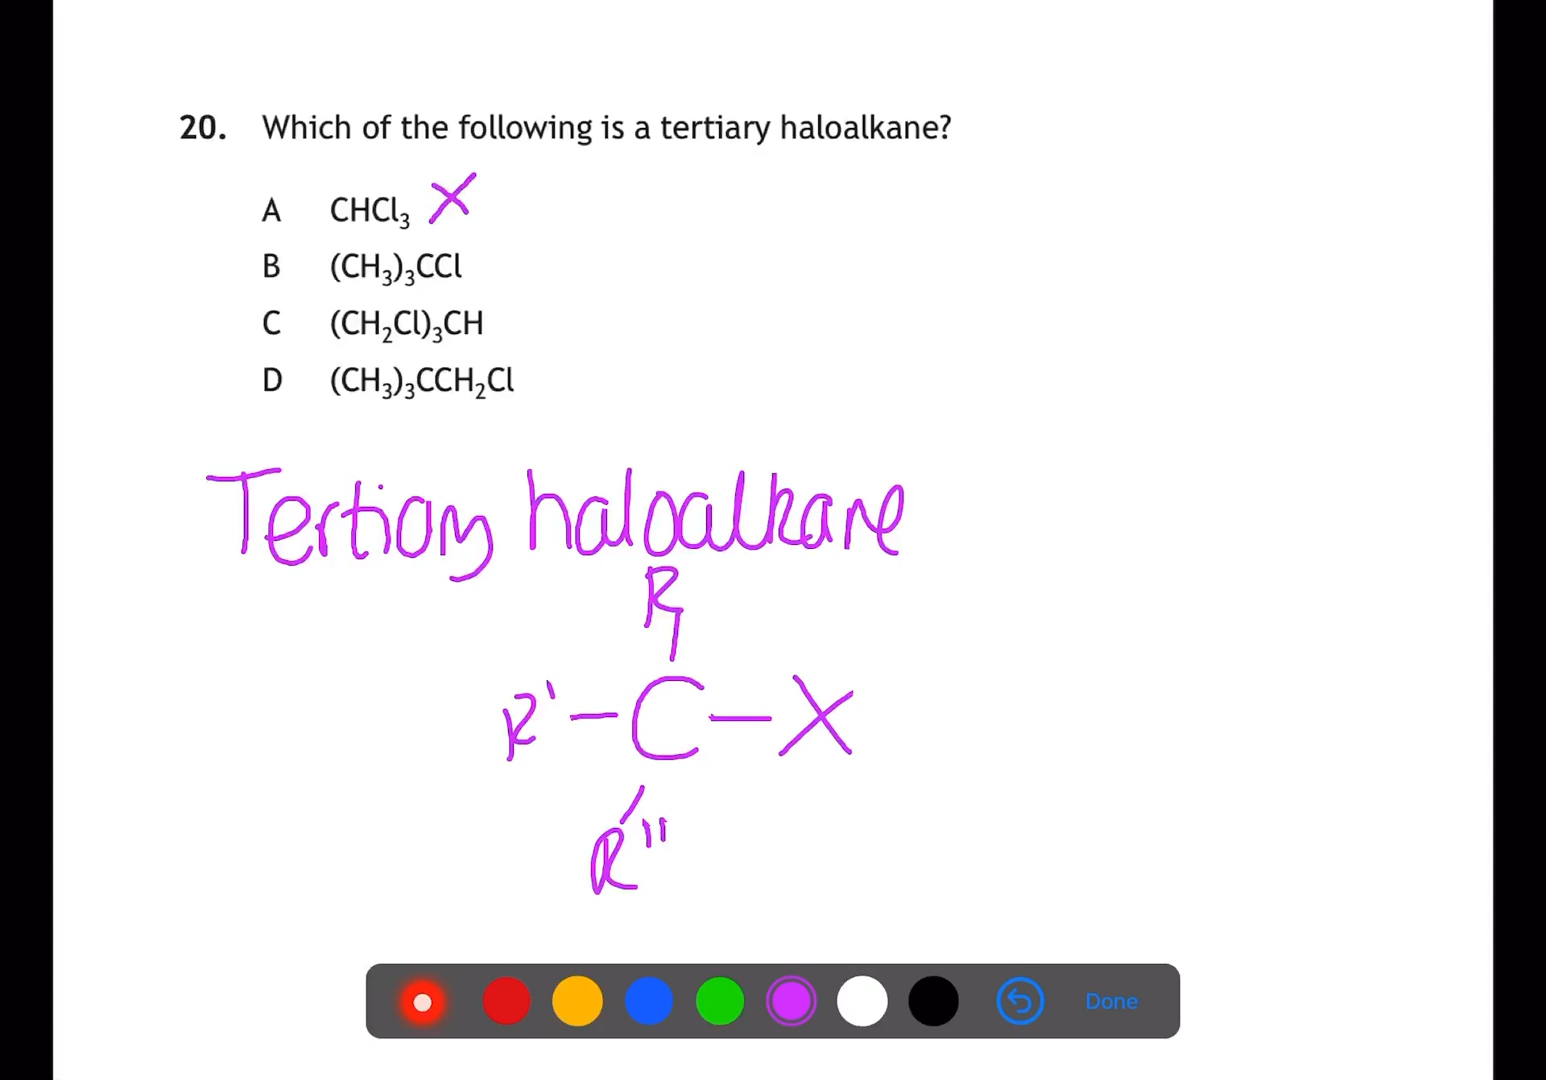 20. Which of the following is a tertiary haloalkane?
A CHCl₃ X
B (CH₃)₃CCl
C (CH₂Cl)₃CH
D (CH₃)₃CCH₂Cl
Tertiary haloalkane
R
R' – C – X
R"
Done